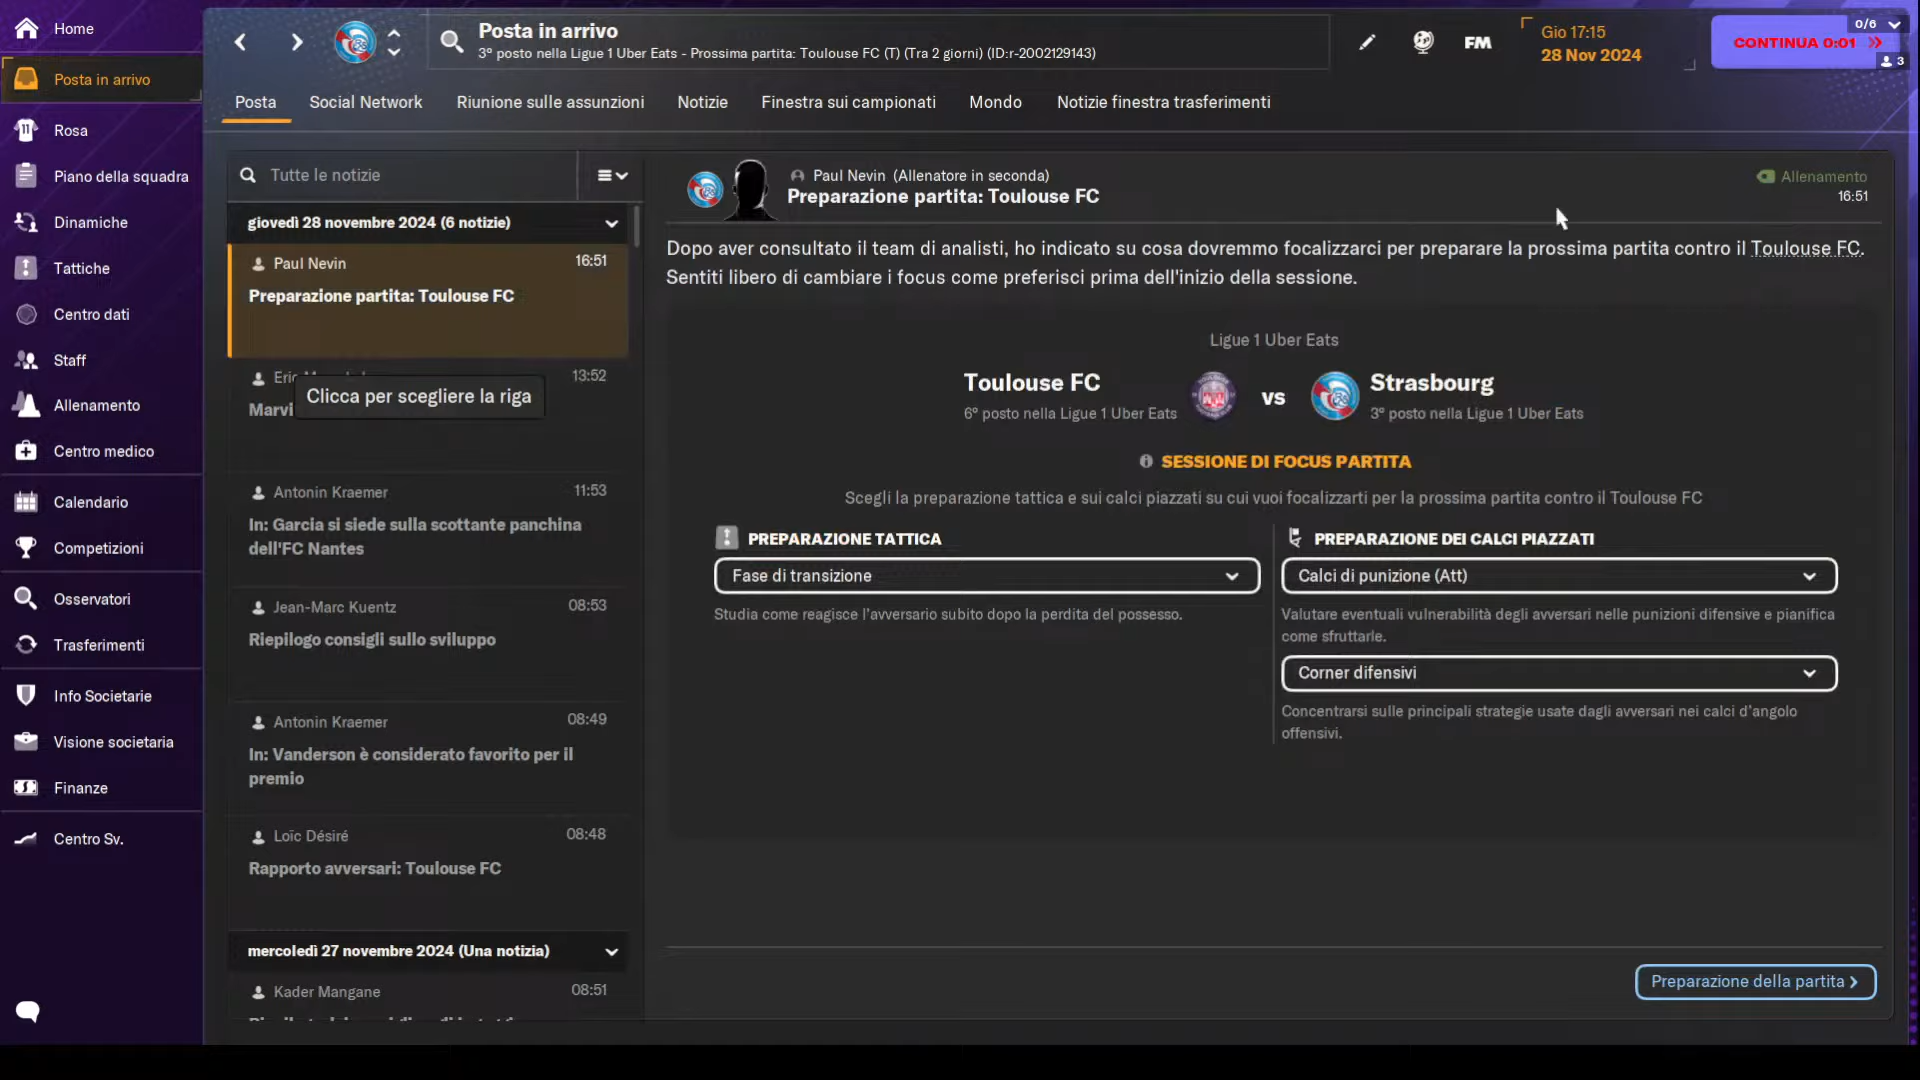 Home
Posta in arrivo
Rosa
Piano della squadra
Dinamiche
Tattiche
Centro dati
Staff
Allenamento
Centro medico
Calendario
Competizioni
Osservatori
Trasferimenti
Info Societarie
Visione societaria
Finanze
Centro Sv.
Posta in arrivo
3° posto nella Ligue 1 Uber Eats - Prossima partita: Toulouse FC (T) (Tra 2 giorni) (ID:r-2002129143)
FM
Gio 17:15
28 Nov 2024
0/6
CONTINUA 0:01
3
Posta
Social Network
Riunione sulle assunzioni
Notizie
Finestra sui campionati
Mondo
Notizie finestra trasferimenti
Tutte le notizie
giovedì 28 novembre 2024 (6 notizie)
Paul Nevin
16:51
Preparazione partita: Toulouse FC
13:52
Clicca per scegliere la riga
Antonin Kraemer
11:53
In: Garcia si siede sulla scottante panchina
dell'FC Nantes
Jean-Marc Kuentz
08:53
Riepilogo consigli sullo sviluppo
Antonin Kraemer
08:49
In: Vanderson è considerato favorito per il
premio
Loïc Désiré
08:48
Rapporto avversari: Toulouse FC
mercoledì 27 novembre 2024 (Una notizia)
Kader Mangane
08:51
Paul Nevin (Allenatore in seconda)
Preparazione partita: Toulouse FC
Allenamento
16:51
Dopo aver consultato il team di analisti, ho indicato su cosa dovremmo focalizzarci per preparare la prossima partita contro il Toulouse FC.
Sentiti libero di cambiare i focus come preferisci prima dell'inizio della sessione.
Ligue 1 Uber Eats
Toulouse FC
6° posto nella Ligue 1 Uber Eats
vs
Strasbourg
3° posto nella Ligue 1 Uber Eats
SESSIONE DI FOCUS PARTITA
Scegli la preparazione tattica e sui calci piazzati su cui vuoi focalizzarti per la prossima partita contro il Toulouse FC
PREPARAZIONE TATTICA
Fase di transizione
Studia come reagisce l'avversario subito dopo la perdita del possesso.
PREPARAZIONE DEI CALCI PIAZZATI
Calci di punizione (Att)
Valutare eventuali vulnerabilità degli avversari nelle punizioni difensive e pianifica
come sfruttarle.
Corner difensivi
Concentrarsi sulle principali strategie usate dagli avversari nei calci d'angolo
offensivi.
Preparazione della partita